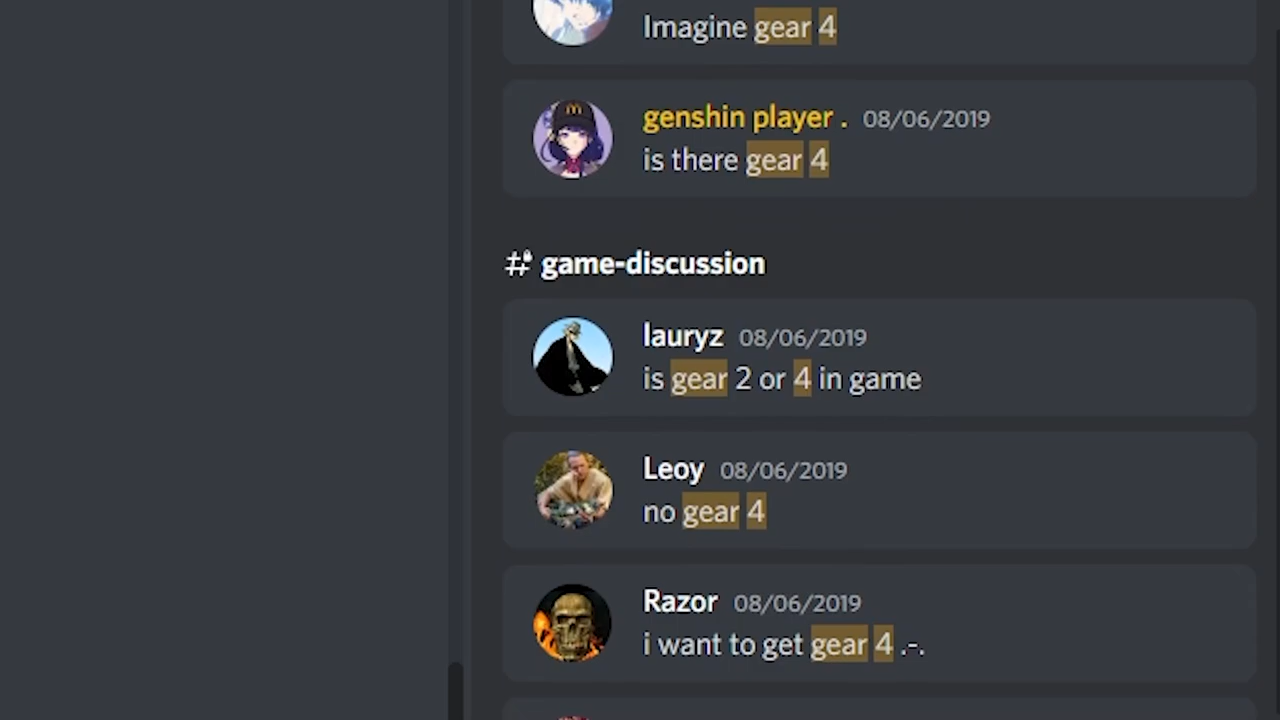 Imagine gear 4
genshin player . 08/06/2019
is there gear 4
# game-discussion
lauryz 08/06/2019
is gear 2 or 4 in game
Leoy 08/06/2019
no gear 4
Razor 08/06/2019
i want to get gear 4 .-.